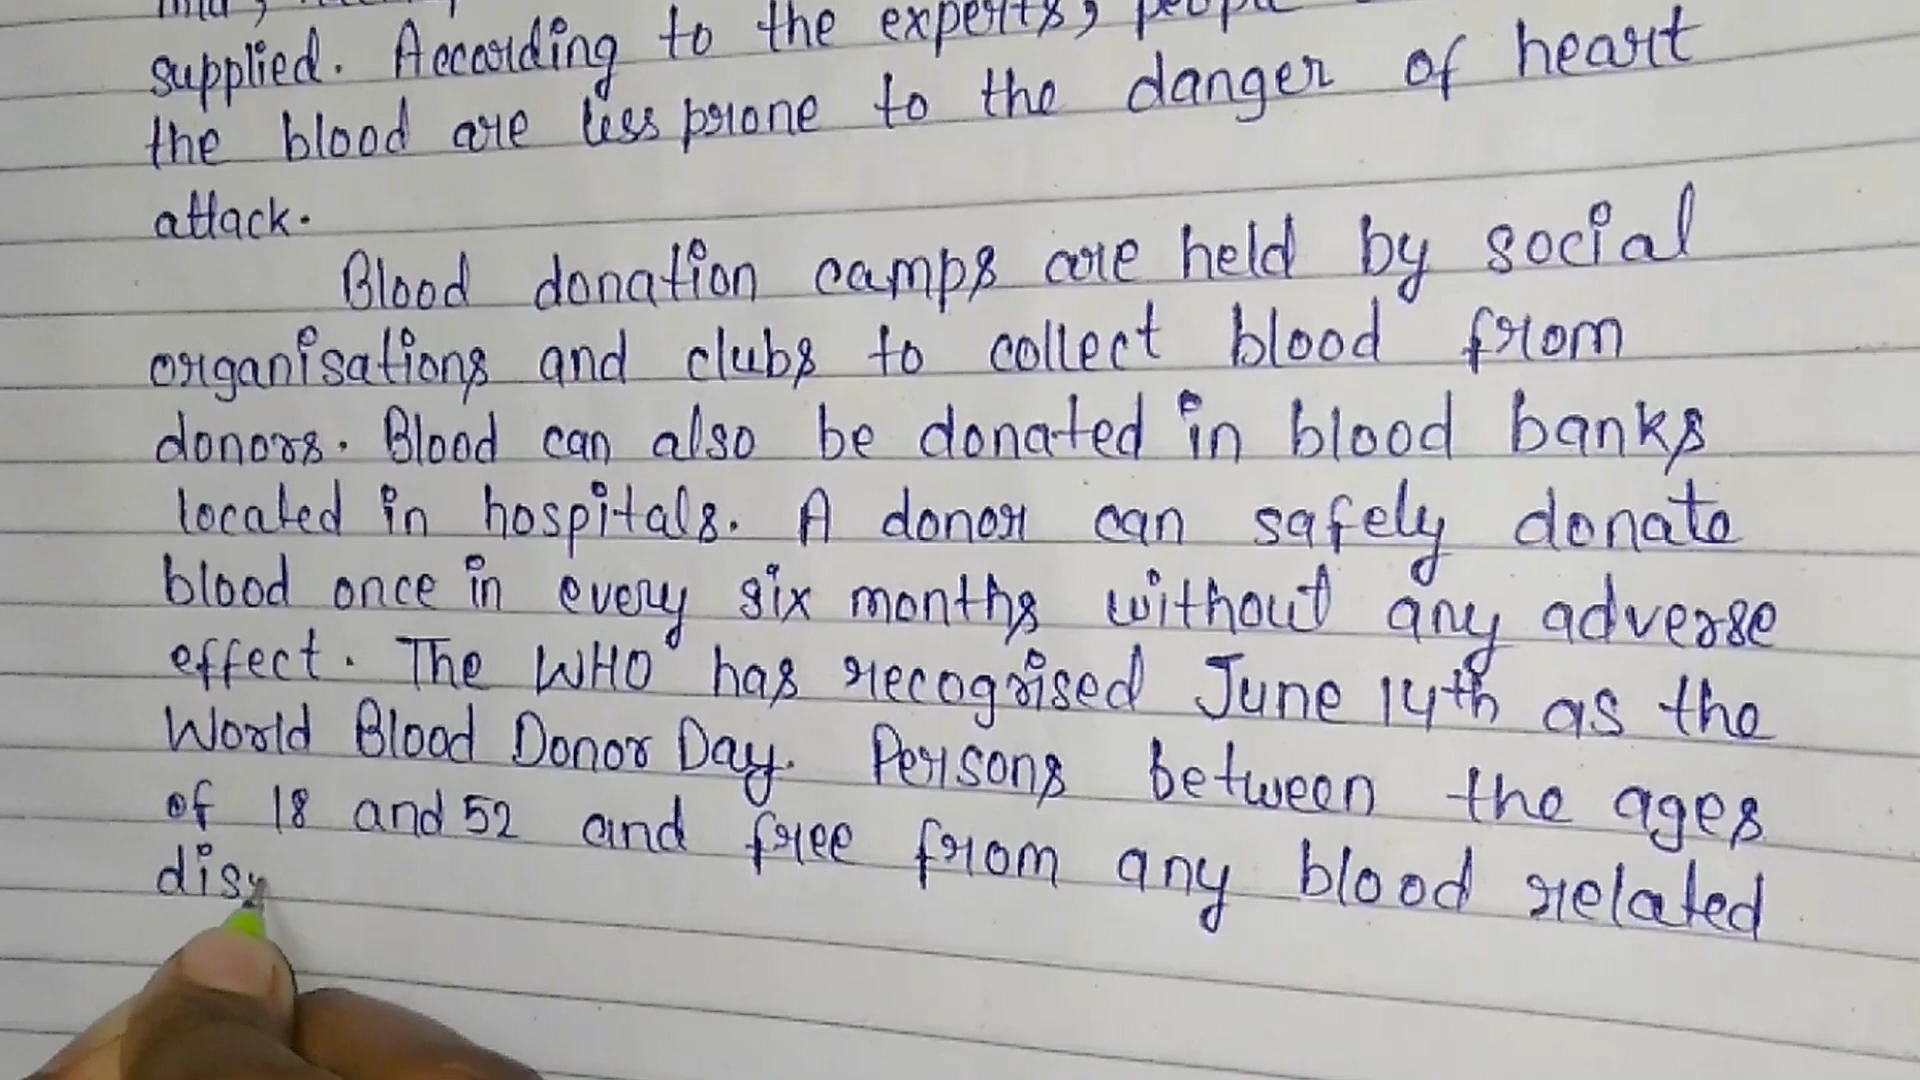 supplied. According to the experts, people
the blood are less prone to the danger of heart
attack.
Blood donation camps are held by social
organisations and clubs to collect blood from
donors. Blood can also be donated in blood banks
located in hospitals. A donor can safely donate
blood once in every six months without any adverse
effect. The WHO has recognised June 14th as the
World Blood Donor Day. Persons between the ages
of 18 and 52 and free from any blood related
dis